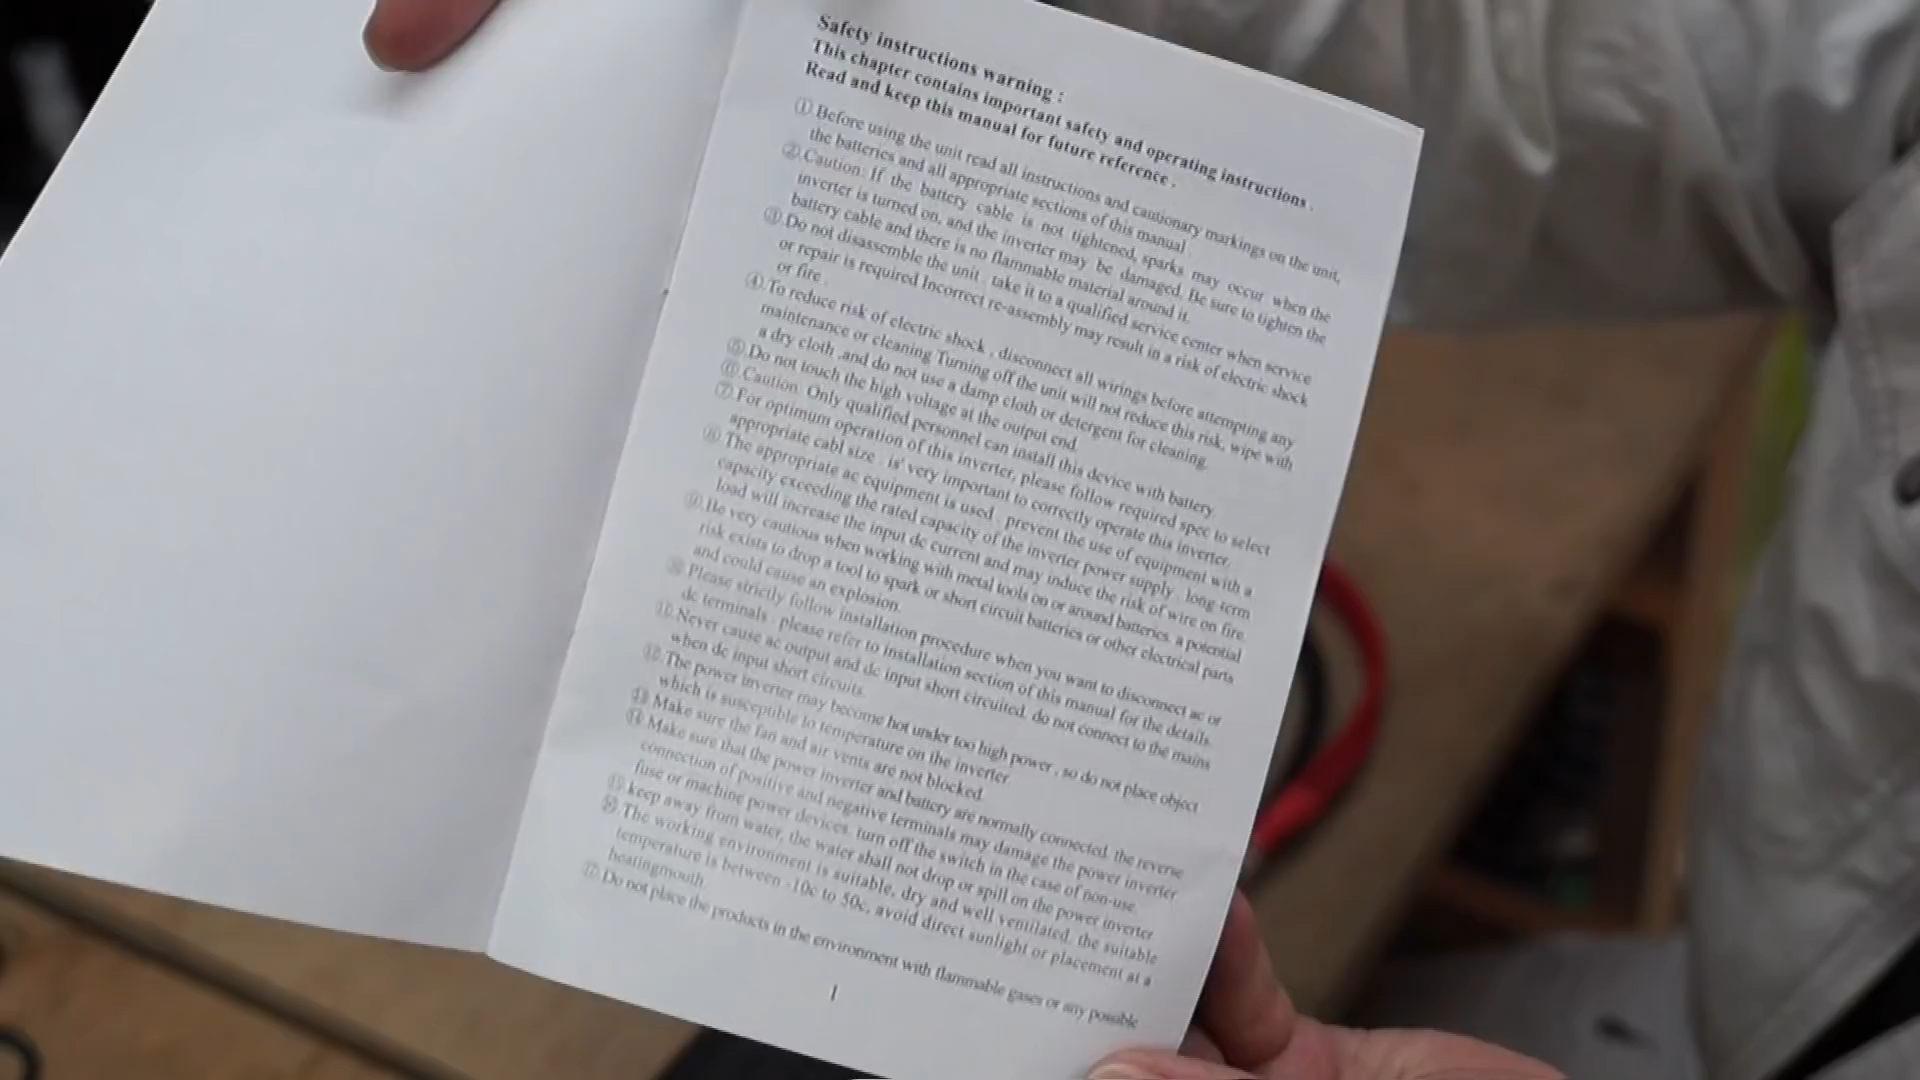 Safety instructions warning :
This chapter contains important safety and operating instructions .
Read and keep this manual for future reference .
①.Before using the unit read all instructions and cautionary markings on the unit,
the batteries and all appropriate sections of this manual .
②.Caution: If the battery cable is not tightened, sparks may occur when the
inverter is turned on, and the inverter may be damaged. Be sure to tighten the
battery cable and there is no flammable material around it.
③.Do not disassemble the unit , take it to a qualified service center when service
or repair is required Incorrect re-assembly may result in a risk of electric shock
or fire .
④.To reduce risk of electric shock , disconnect all wirings before attempting any
maintenance or cleaning Turning off the unit will not reduce this risk, wipe with
a dry cloth ,and do not use a damp cloth or detergent for cleaning.
⑤.Do not touch the high voltage at the output end.
⑥.Caution: Only qualified personnel can install this device with battery.
⑦.For optimum operation of this inverter, please follow required spec to select
appropriate cabl size . is' very important to correctly operate this inverter.
⑧.The appropriate ac equipment is used , prevent the use of equipment with a
capacity exceeding the rated capacity of the inverter power supply , long-term
load will increase the input dc current and may induce the risk of wire on fire.
⑨.Be very cautious when working with metal tools on or around batteries, a potential
risk exists to drop a tool to spark or short circuit batteries or other electrical parts
and could cause an explosion.
⑩.Please strictly follow installation procedure when you want to disconnect ac or
dc terminals , please refer to installation section of this manual for the details.
⑪.Never cause ac output and dc input short circuited, do not connect to the mains
when dc input short circuits.
⑫.The power inverter may become hot under too high power , so do not place object
which is susceptible to temperature on the inverter
⑬.Make sure the fan and air vents are not blocked.
⑭.Make sure that the power inverter and battery are normally connected, the reverse
connection of positive and negative terminals may damage the power inverter
fuse or machine power devices, turn off the switch in the case of non-use.
⑮.keep away from water, the water shall not drop or spill on the power inverter.
⑯.The working environment is suitable, dry and well ventilated, the suitable
temperature is between -10c to 50c, avoid direct sunlight or placement at a
heatingmouth.
⑰.Do not place the products in the environment with flammable gases or any possible
1